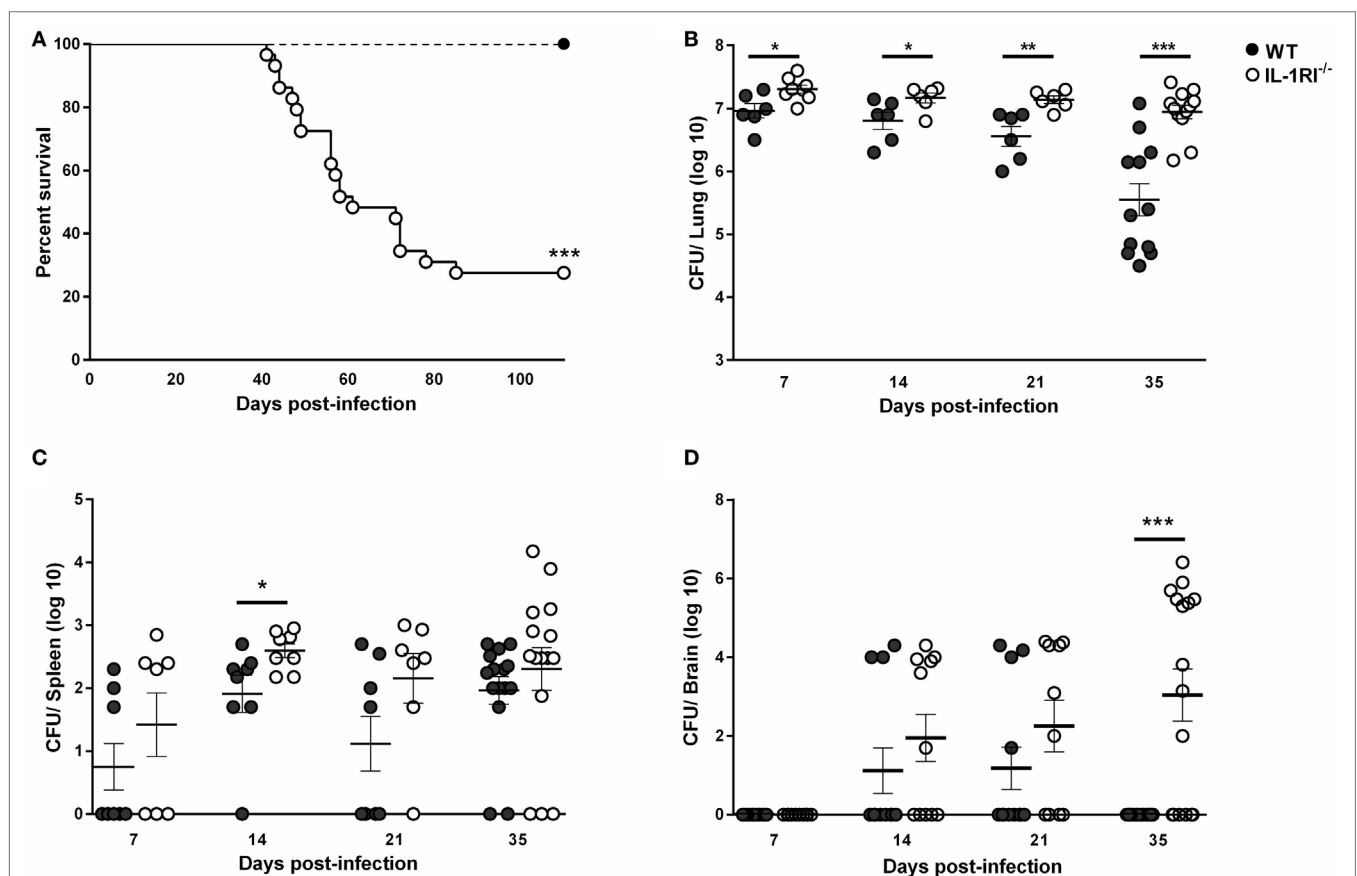 A
Percent survival
100
80
60
40
20
0
0 20 40 60 80 100
Days post-infection
***
B
CFU/ Lung (log 10)
8
7
6
5
4
3
* * ** ***
7 14 21 35
Days post-infection
WT
IL-1RI-/-
C
CFU/ Spleen (log 10)
5
4
3
2
1
0
*
7 14 21 35
Days post-infection
D
CFU/ Brain (log 10)
8
6
4
2
0
***
7 14 21 35
Days post-infection